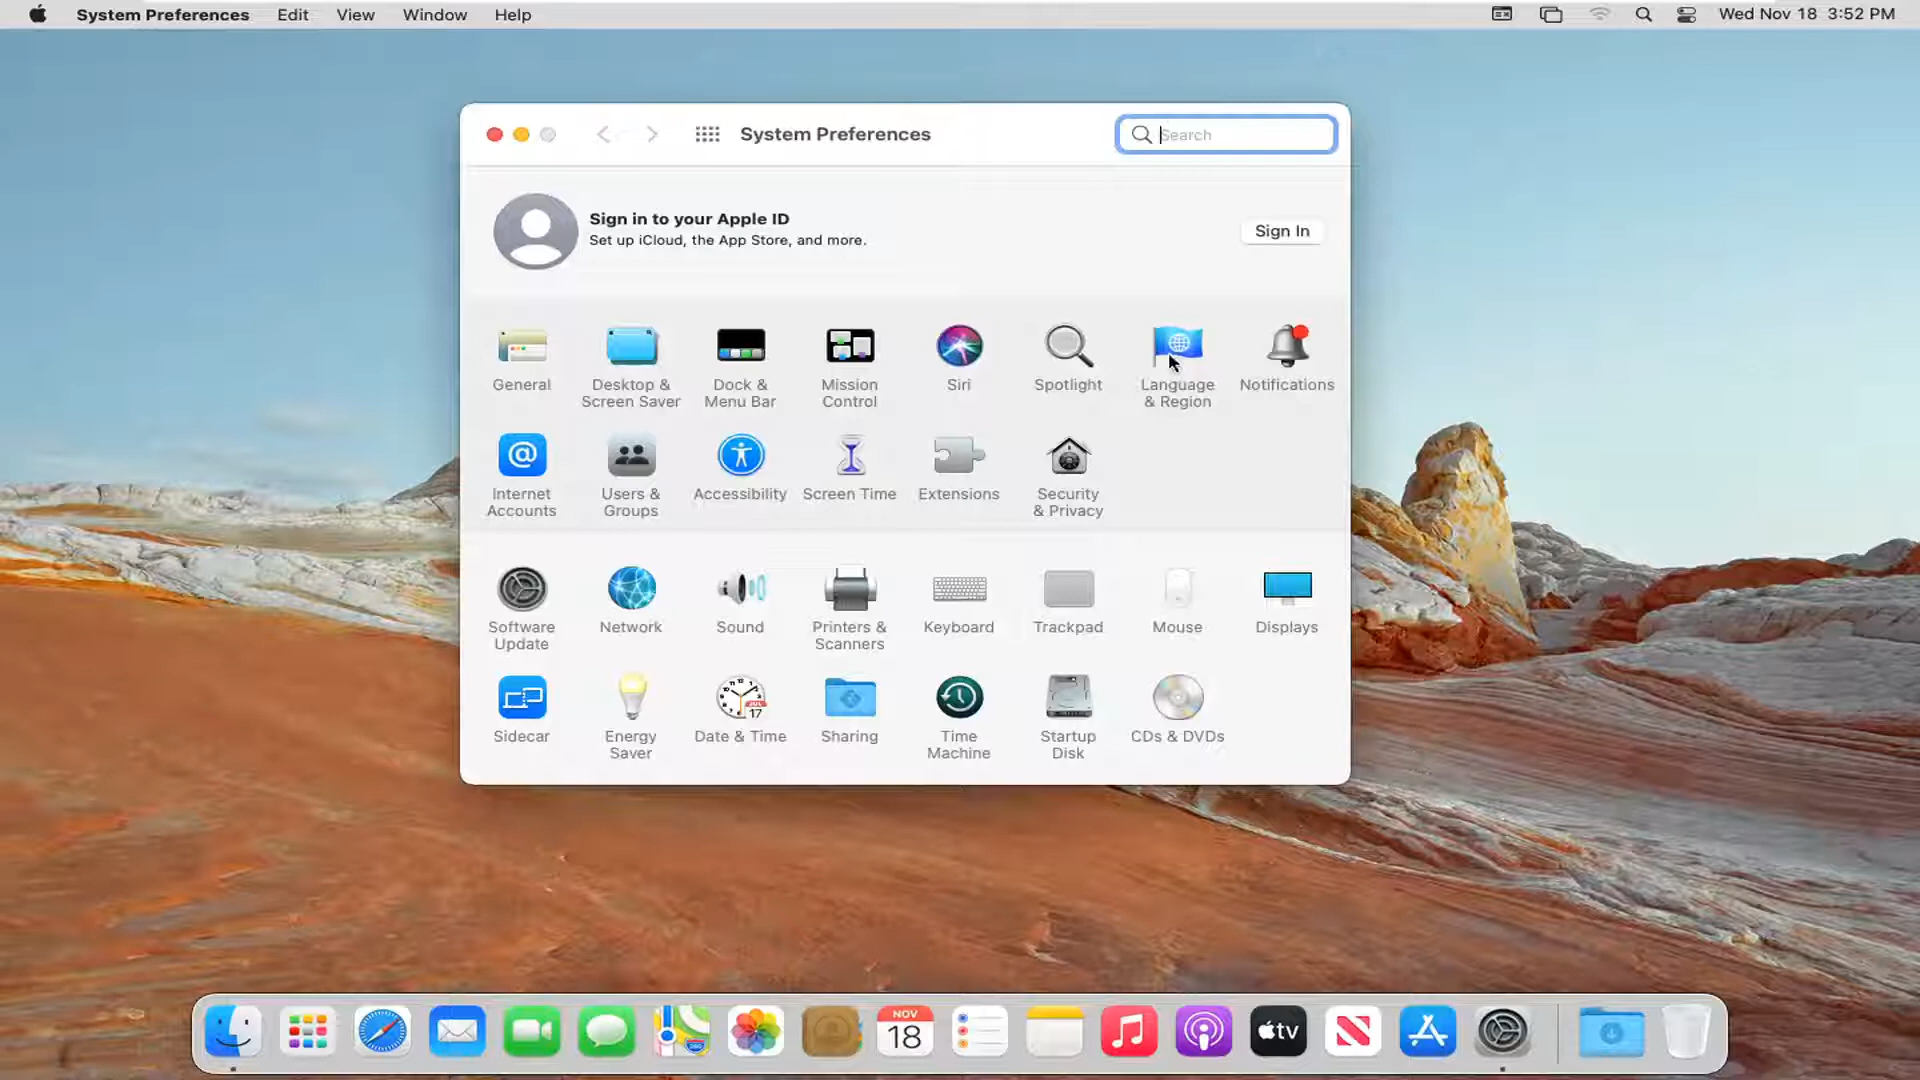 System Preferences Edit View Window Help Wed Nov 18 3:52 PM
System Preferences
Search
Sign in to your Apple ID
Set up iCloud, the App Store, and more.
Sign In
General
Desktop &
Screen Saver
Dock &
Menu Bar
Mission
Control
Siri
Spotlight
Language
& Region
Notifications
Internet
Accounts
Users &
Groups
Accessibility
Screen Time
Extensions
Security
& Privacy
Software
Update
Network
Sound
Printers &
Scanners
Keyboard
Trackpad
Mouse
Displays
Sidecar
Energy
Saver
JUL
17
Date & Time
Sharing
Time
Machine
Startup
Disk
CDs & DVDs
NOV
18
tv